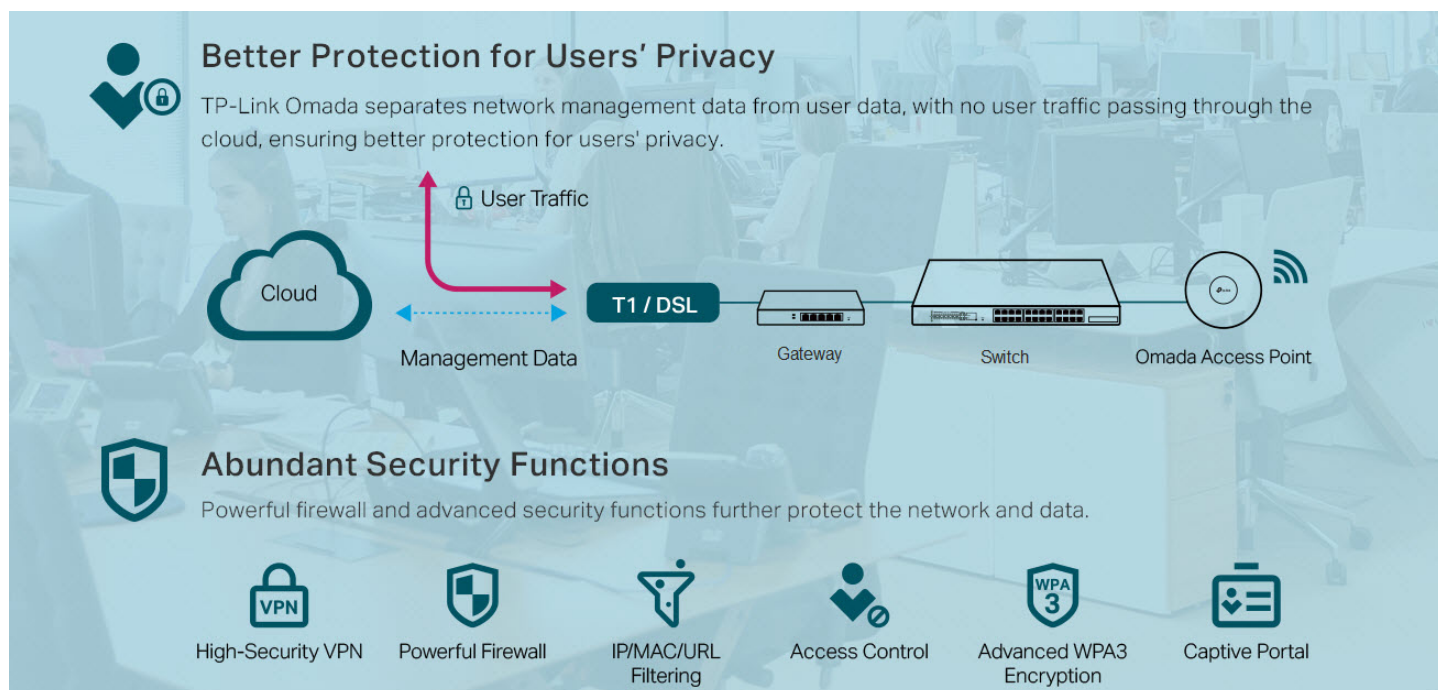 Better Protection for Users’ Privacy
TP-Link Omada separates network management data from user data, with no user traffic passing through the
cloud, ensuring better protection for users' privacy.
User Traffic
Cloud
T1 / DSL
Management Data
Gateway
Switch
Omada Access Point
Abundant Security Functions
Powerful firewall and advanced security functions further protect the network and data.
VPN
WPA
3
High-Security VPN
Powerful Firewall
IP/MAC/URL
Filtering
Access Control
Advanced WPA3
Encryption
Captive Portal